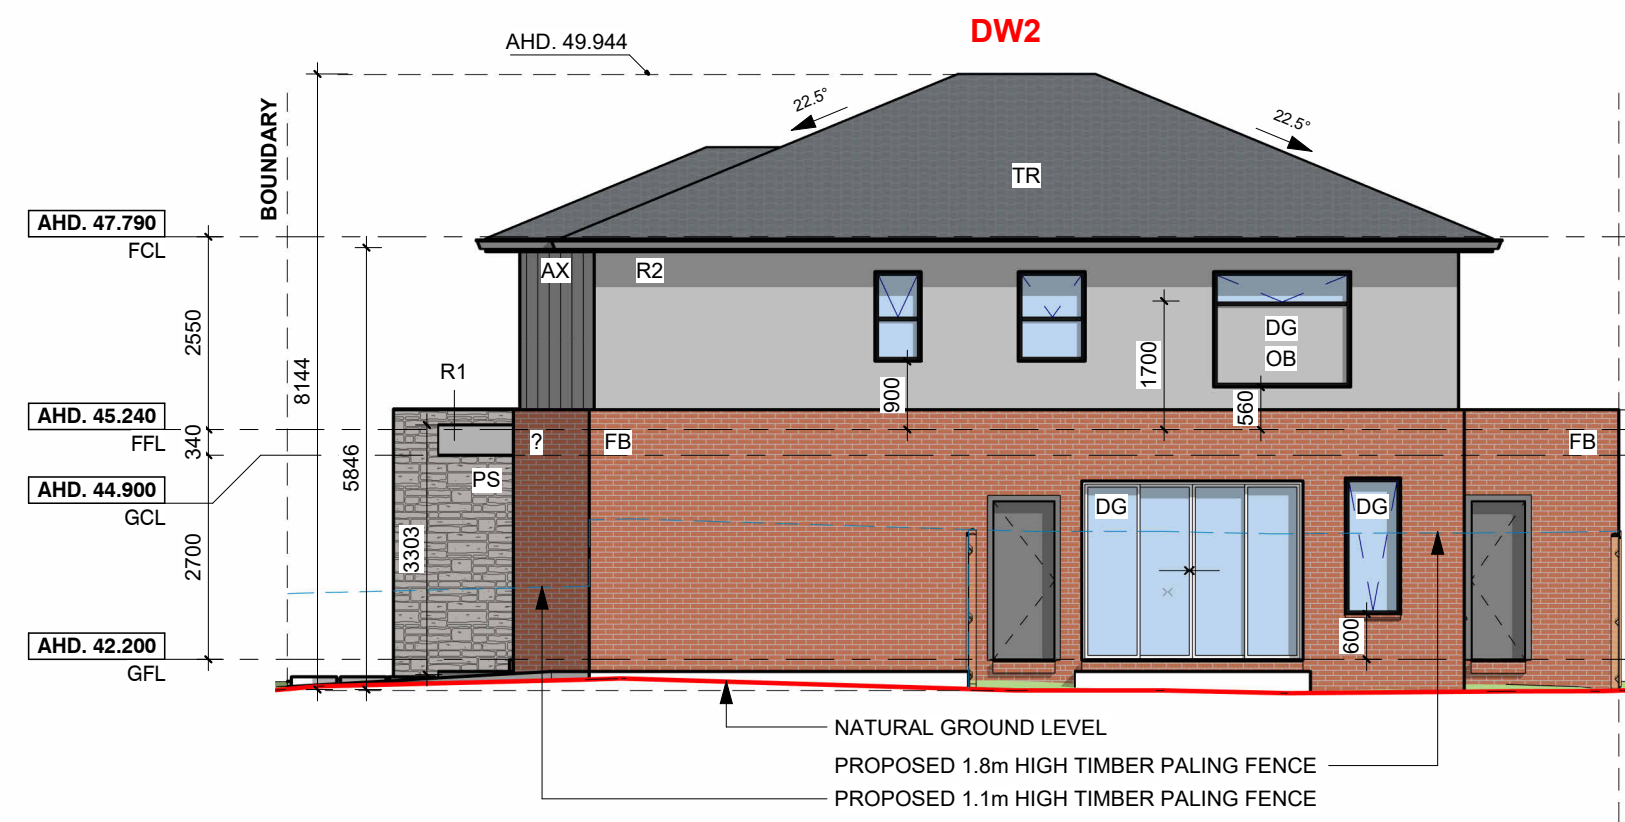 DW2
AHD. 49.944
22.5°
22.5°
BOUNDARY
TR
AHD. 47.790
FCL
AX
R2
2550
8144
DG
OB
1700
R1
900
560
AHD. 45.240
FFL
340
5846
?
FB
FB
PS
AHD. 44.900
GCL
DG
DG
3303
2700
600
AHD. 42.200
GFL
NATURAL GROUND LEVEL
PROPOSED 1.8m HIGH TIMBER PALING FENCE
PROPOSED 1.1m HIGH TIMBER PALING FENCE